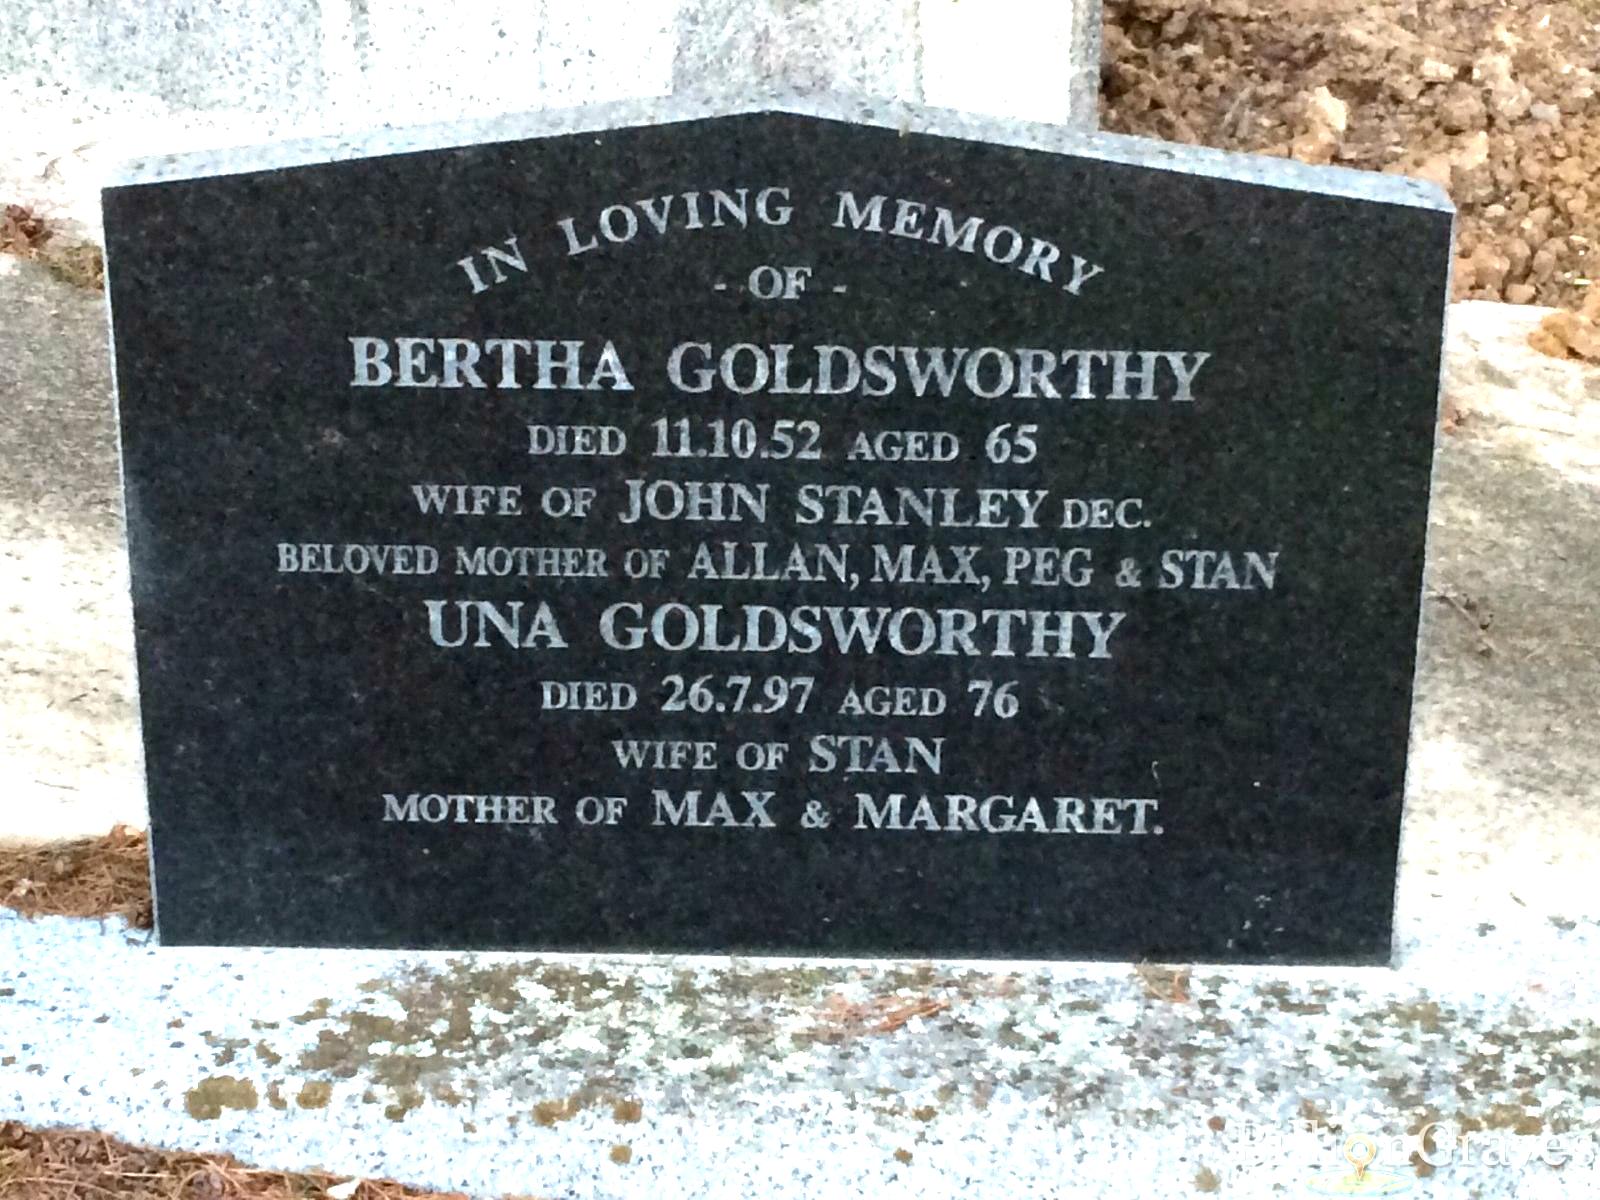 IN LOVING MEMORY
- OF -
BERTHA GOLDSWORTHY
DIED 11.10.52 AGED 65
WIFE OF JOHN STANLEY DEC.
BELOVED MOTHER OF ALLAN, MAX, PEG & STAN
UNA GOLDSWORTHY
DIED 26.7.97 AGED 76
WIFE OF STAN
MOTHER OF MAX & MARGARET.
BillionGraves